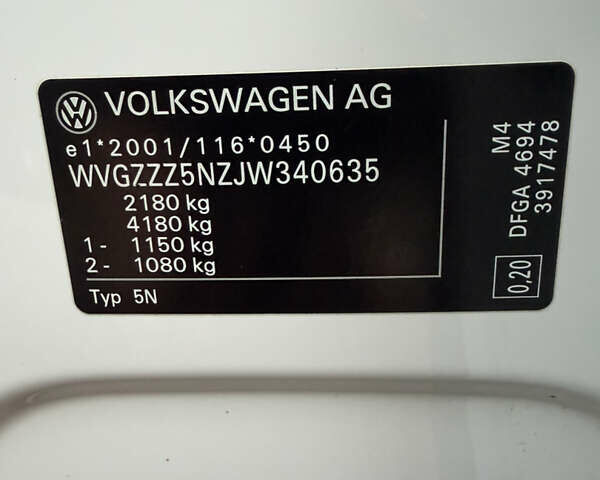 VOLKSWAGEN AG
e1*2001/116*0450
WVGZZZ5NZJW340635
2180 kg
4180 kg
1- 1150 kg
2- 1080 kg
Typ 5N
M4
DFGA 4694
3917478
0,20